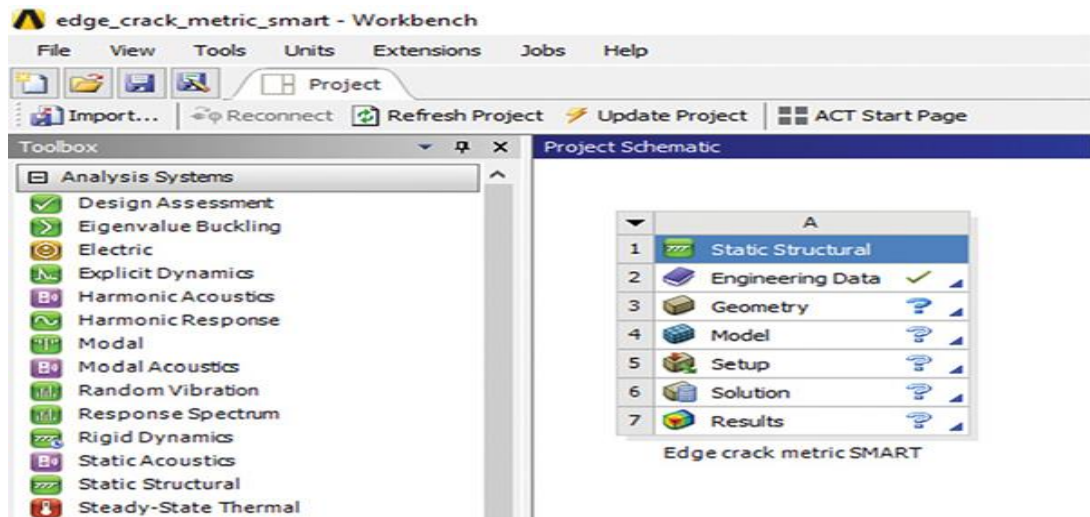 edge_crack_metric_smart - Workbench
File View Tools Units Extensions Jobs Help
Project
Import... Reconnect Refresh Project Update Project ACT Start Page
Toolbox
Project Schematic
Analysis Systems
Design Assessment
Eigenvalue Buckling
Electric
Explicit Dynamics
Harmonic Acoustics
Harmonic Response
Modal
Modal Acoustics
Random Vibration
Response Spectrum
Rigid Dynamics
Static Acoustics
Static Structural
Steady-State Thermal
A
1 Static Structural
2 Engineering Data
3 Geometry ?
4 Model ?
5 Setup ?
6 Solution ?
7 Results ?
Edge crack metric SMART